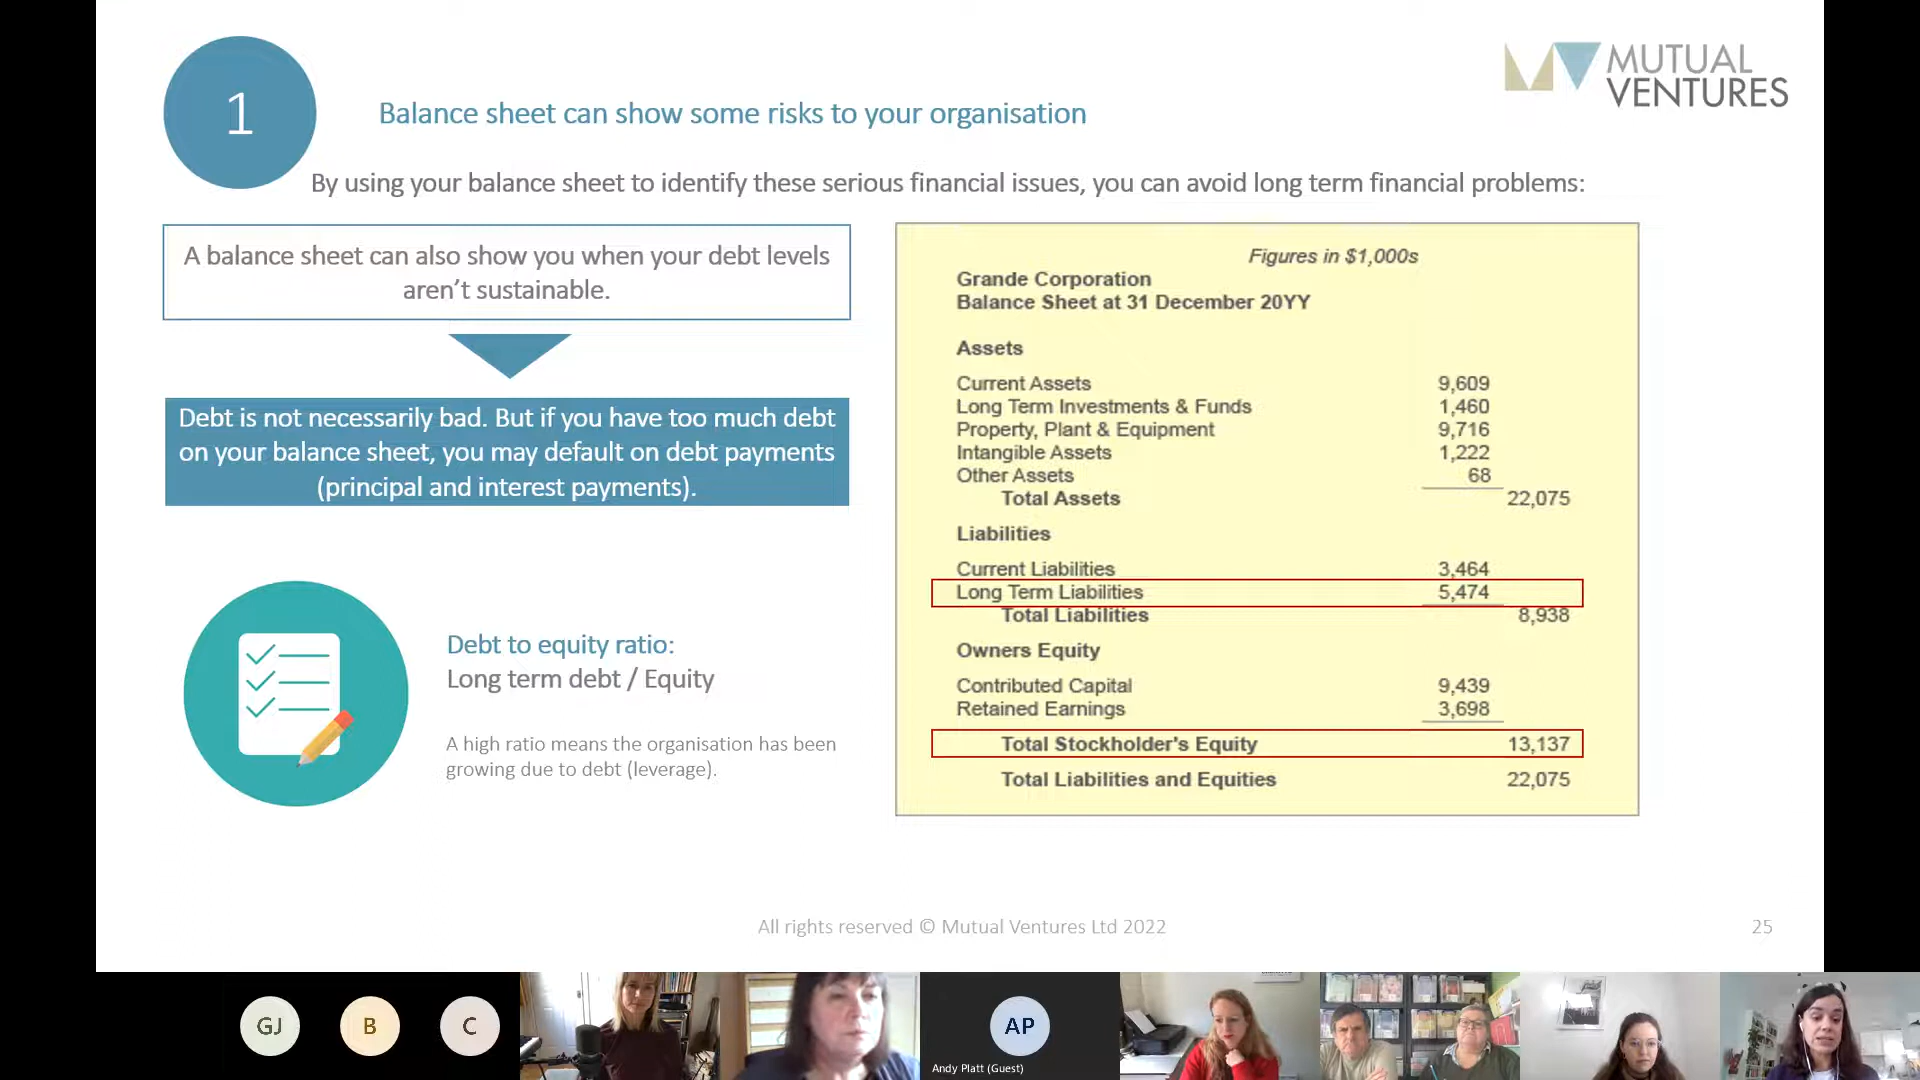 1
Balance sheet can show some risks to your organisation
MUTUAL
VENTURES
By using your balance sheet to identify these serious financial issues, you can avoid long term financial problems:
A balance sheet can also show you when your debt levels
aren’t sustainable.
Debt is not necessarily bad. But if you have too much debt
on your balance sheet, you may default on debt payments
(principal and interest payments).
Debt to equity ratio:
Long term debt / Equity
A high ratio means the organisation has been
growing due to debt (leverage).
Figures in $1,000s
Grande Corporation
Balance Sheet at 31 December 20YY
Assets
Current Assets 9,609
Long Term Investments & Funds 1,460
Property, Plant & Equipment 9,716
Intangible Assets 1,222
Other Assets 68
Total Assets 22,075
Liabilities
Current Liabilities 3,464
Long Term Liabilities 5,474
Total Liabilities 8,938
Owners Equity
Contributed Capital 9,439
Retained Earnings 3,698
Total Stockholder's Equity 13,137
Total Liabilities and Equities 22,075
All rights reserved © Mutual Ventures Ltd 2022
25
GJ
B
C
AP
Andy Platt (Guest)